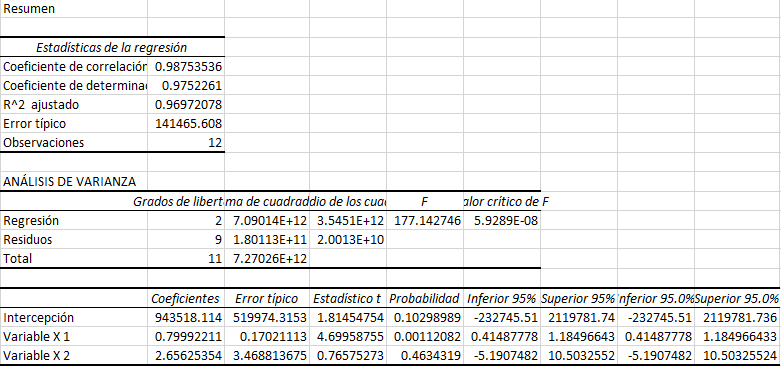 Resumen
Estadísticas de la regresión
Coeficiente de correlación 0.98753536
Coeficiente de determinac 0.9752261
R^2 ajustado 0.96972078
Error típico 141465.608
Observaciones 12
ANÁLISIS DE VARIANZA
Grados de libert ma de cuadrad dio de los cuad F alor crítico de F
Regresión 2 7.09014E+12 3.5451E+12 177.142746 5.9289E-08
Residuos 9 1.80113E+11 2.0013E+10
Total 11 7.27026E+12
Coeficientes Error típico Estadístico t Probabilidad Inferior 95% Superior 95% nferior 95.0% Superior 95.0%
Intercepción 943518.114 519974.3153 1.81454754 0.10298989 -232745.51 2119781.74 -232745.51 2119781.736
Variable X 1 0.79992211 0.17021113 4.69958755 0.00112082 0.41487778 1.18496643 0.41487778 1.184966433
Variable X 2 2.65625354 3.468813675 0.76575273 0.4634319 -5.1907482 10.5032552 -5.1907482 10.50325524